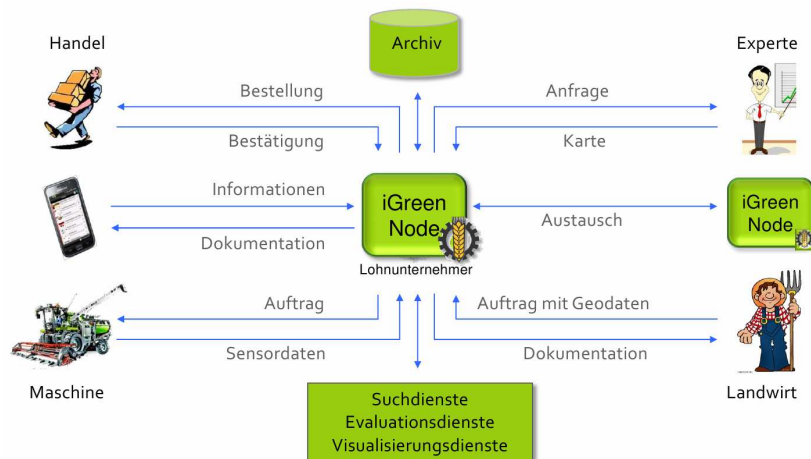 Handel
Archiv
Experte
Bestellung
Anfrage
Bestätigung
Karte
iGreen
Node
Informationen
Dokumentation
Austausch
iGreen
Node
Lohnunternehmer
Auftrag
Auftrag mit Geodaten
Sensordaten
Dokumentation
Maschine
Landwirt
Suchdienste
Evaluationsdienste
Visualisierungsdienste